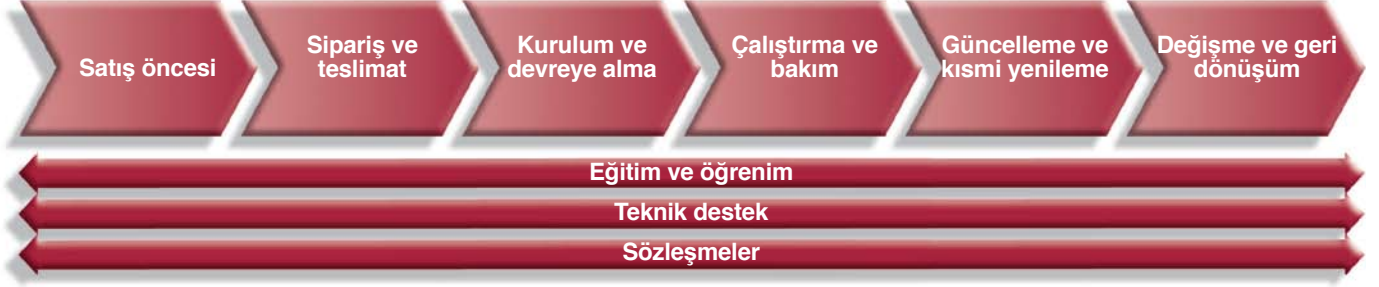 Satış öncesi
Sipariş ve
teslimat
Kurulum ve
devreye alma
Çalıştırma ve
bakım
Güncelleme ve
kısmi yenileme
Değişme ve geri
dönüşüm
Eğitim ve öğrenim
Teknik destek
Sözleşmeler